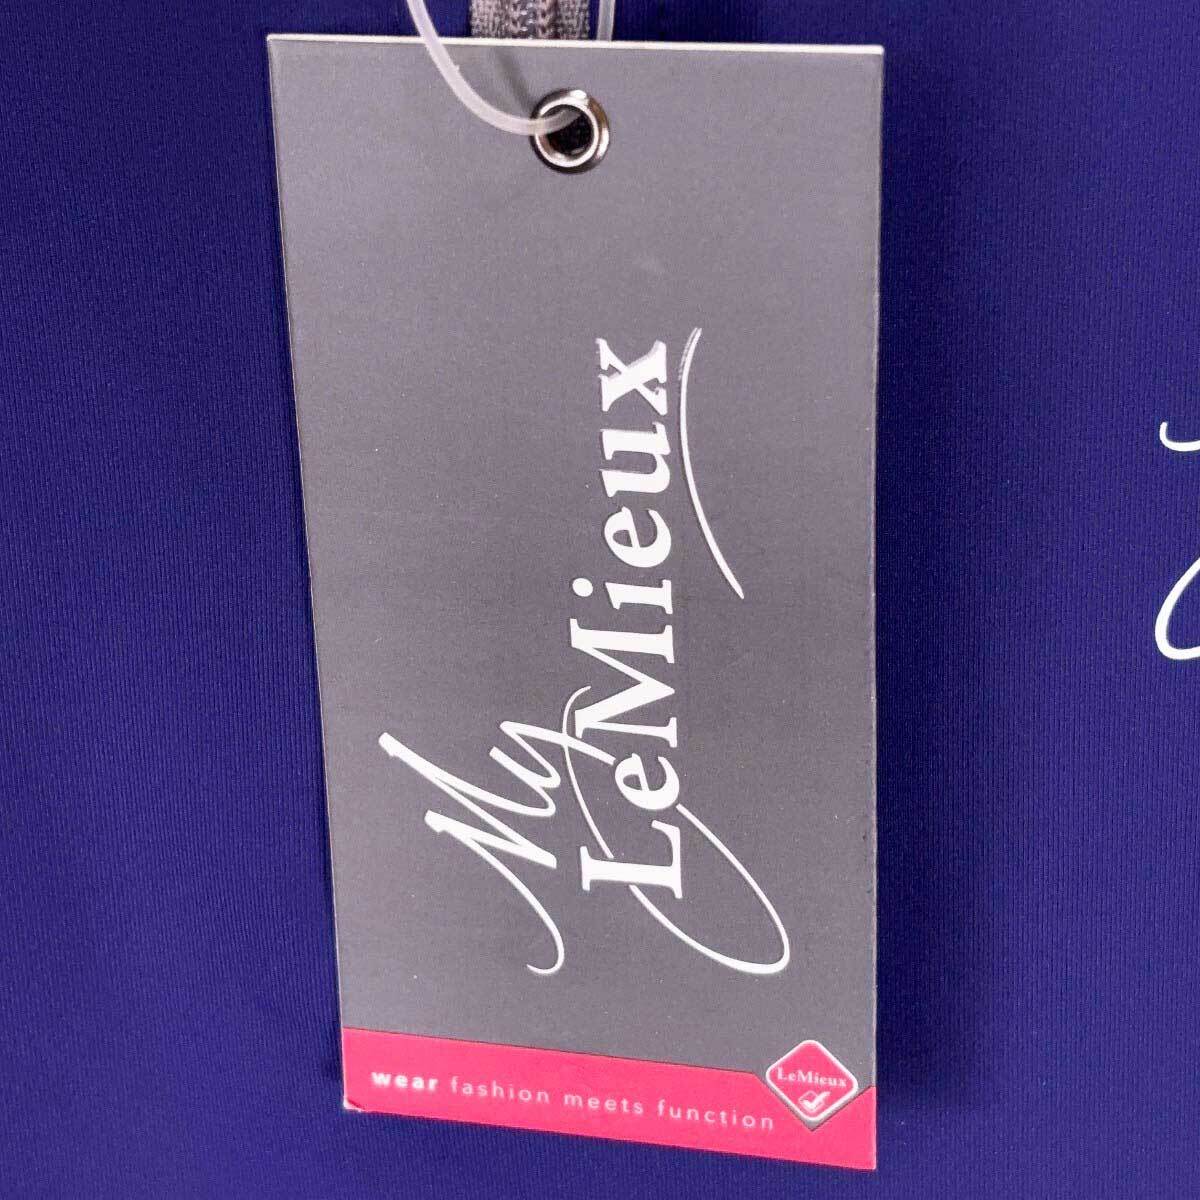 My
LeMieux
wear fashion meets function
LeMieux